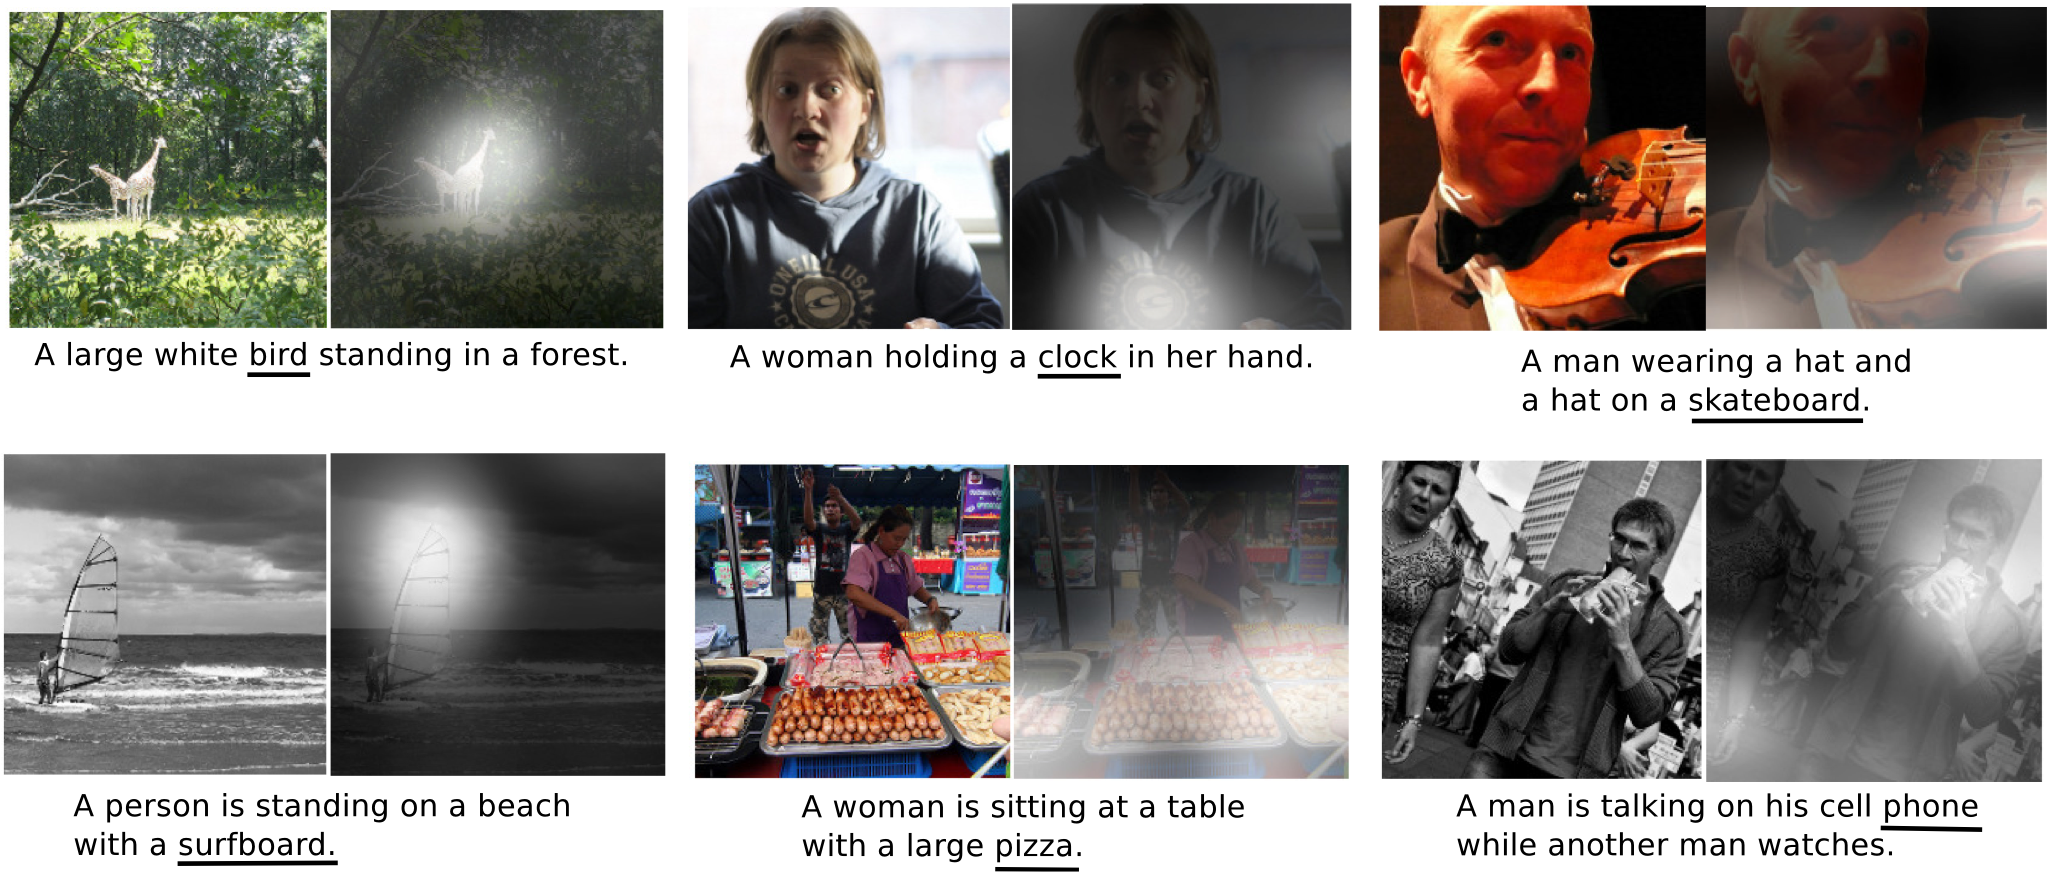 O'NEILL USA
A large white bird standing in a forest.
A woman holding a clock in her hand.
A man wearing a hat and
a hat on a skateboard.
A person is standing on a beach
with a surfboard.
A woman is sitting at a table
with a large pizza.
A man is talking on his cell phone
while another man watches.